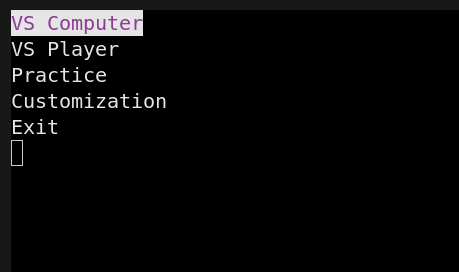 VS Computer
VS Player
Practice
Customization
Exit